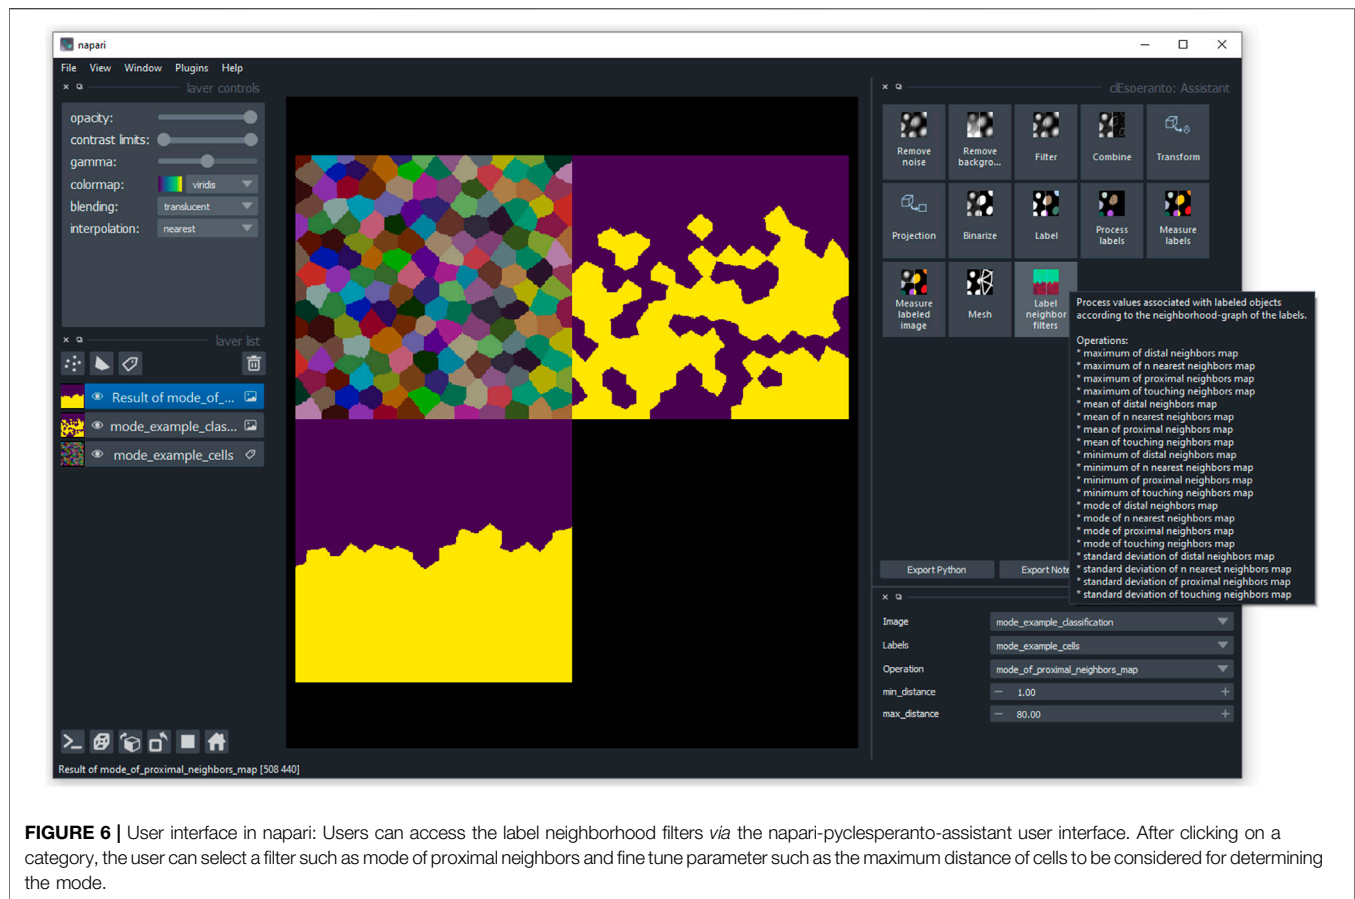 napari
File View Window Plugins Help
layer controls
opacity:
contrast limits:
gamma:
colormap: viridis
blending: translucent
interpolation: nearest
layer list
Result of mode_of_...
mode_example_clas...
mode_example_cells
Result of mode_of_proximal_neighbors_map [508 440]
clEsperanto: Assistant
Remove noise
Remove backgro...
Filter
Combine
Transform
Projection
Binarize
Label
Process labels
Measure labels
Measure labeled image
Mesh
Label neighbor filters
Process values associated with labeled objects
according to the neighborhood-graph of the labels.
Operations:
* maximum of distal neighbors map
* maximum of n nearest neighbors map
* maximum of proximal neighbors map
* maximum of touching neighbors map
* mean of distal neighbors map
* mean of n nearest neighbors map
* mean of proximal neighbors map
* mean of touching neighbors map
* minimum of distal neighbors map
* minimum of n nearest neighbors map
* minimum of proximal neighbors map
* minimum of touching neighbors map
* mode of distal neighbors map
* mode of n nearest neighbors map
* mode of proximal neighbors map
* mode of touching neighbors map
* standard deviation of distal neighbors map
* standard deviation of n nearest neighbors map
* standard deviation of proximal neighbors map
* standard deviation of touching neighbors map
Export Python Export Note
Image mode_example_classification
Labels mode_example_cells
Operation mode_of_proximal_neighbors_map
min_distance − 1.00 +
max_distance − 80.00 +
FIGURE 6 | User interface in napari: Users can access the label neighborhood filters via the napari-pyclesperanto-assistant user interface. After clicking on a
category, the user can select a filter such as mode of proximal neighbors and fine tune parameter such as the maximum distance of cells to be considered for determining
the mode.